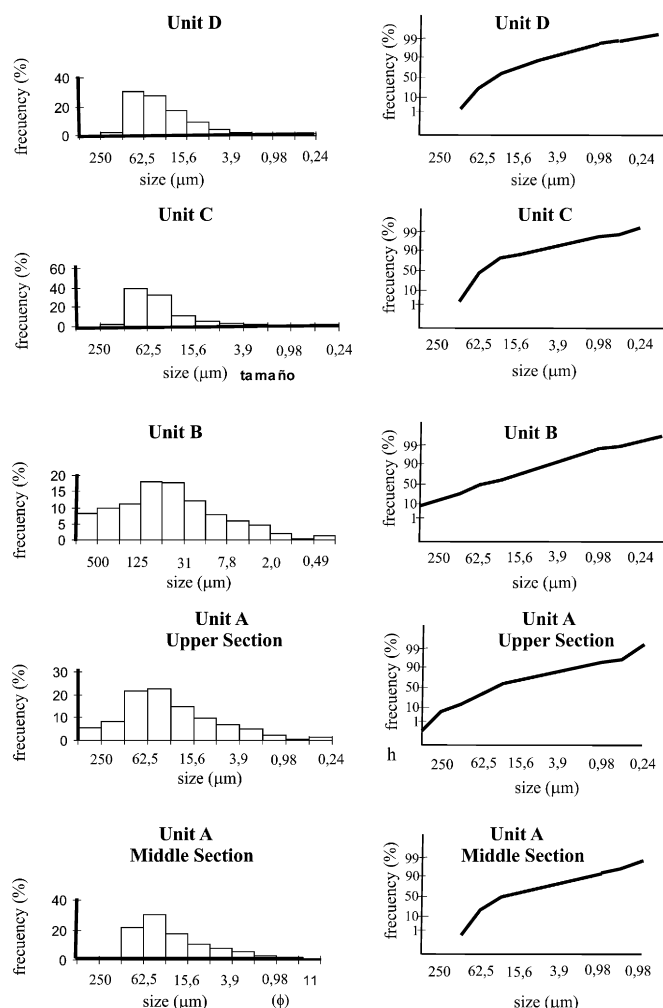 Unit D
frecuency (%)
40
20
0
250 62,5 15,6 3,9 0,98 0,24
size (µm)
Unit D
frecuency (%)
99
90
50
10
1
250 62,5 15,6 3,9 0,98 0,24
size (µm)
Unit C
frecuency (%)
60
40
20
0
250 62,5 15,6 3,9 0,98 0,24
size (µm) tamaño
Unit C
frecuency (%)
99
90
50
10
1
250 62,5 15,6 3,9 0,98 0,24
size (µm)
Unit B
frecuency (%)
20
15
10
5
0
500 125 31 7,8 2,0 0,49
size (µm)
Unit B
frecuency (%)
99
90
50
10
1
250 62,5 15,6 3,9 0,98 0,24
size (µm)
Unit A
Upper Section
frecuency (%)
30
20
10
0
250 62,5 15,6 3,9 0,98 0,24
size (µm)
Unit A
Upper Section
frecuency (%)
99
90
50
10
1
h
250 62,5 15,6 3,9 0,98 0,24
size (µm)
Unit A
Middle Section
frecuency (%)
40
20
0
250 62,5 15,6 3,9 0,98 11
size (µm) (ϕ)
Unit A
Middle Section
frecuency (%)
99
90
50
10
1
250 62,5 15,6 3,9 0,98 0,98
size (µm)